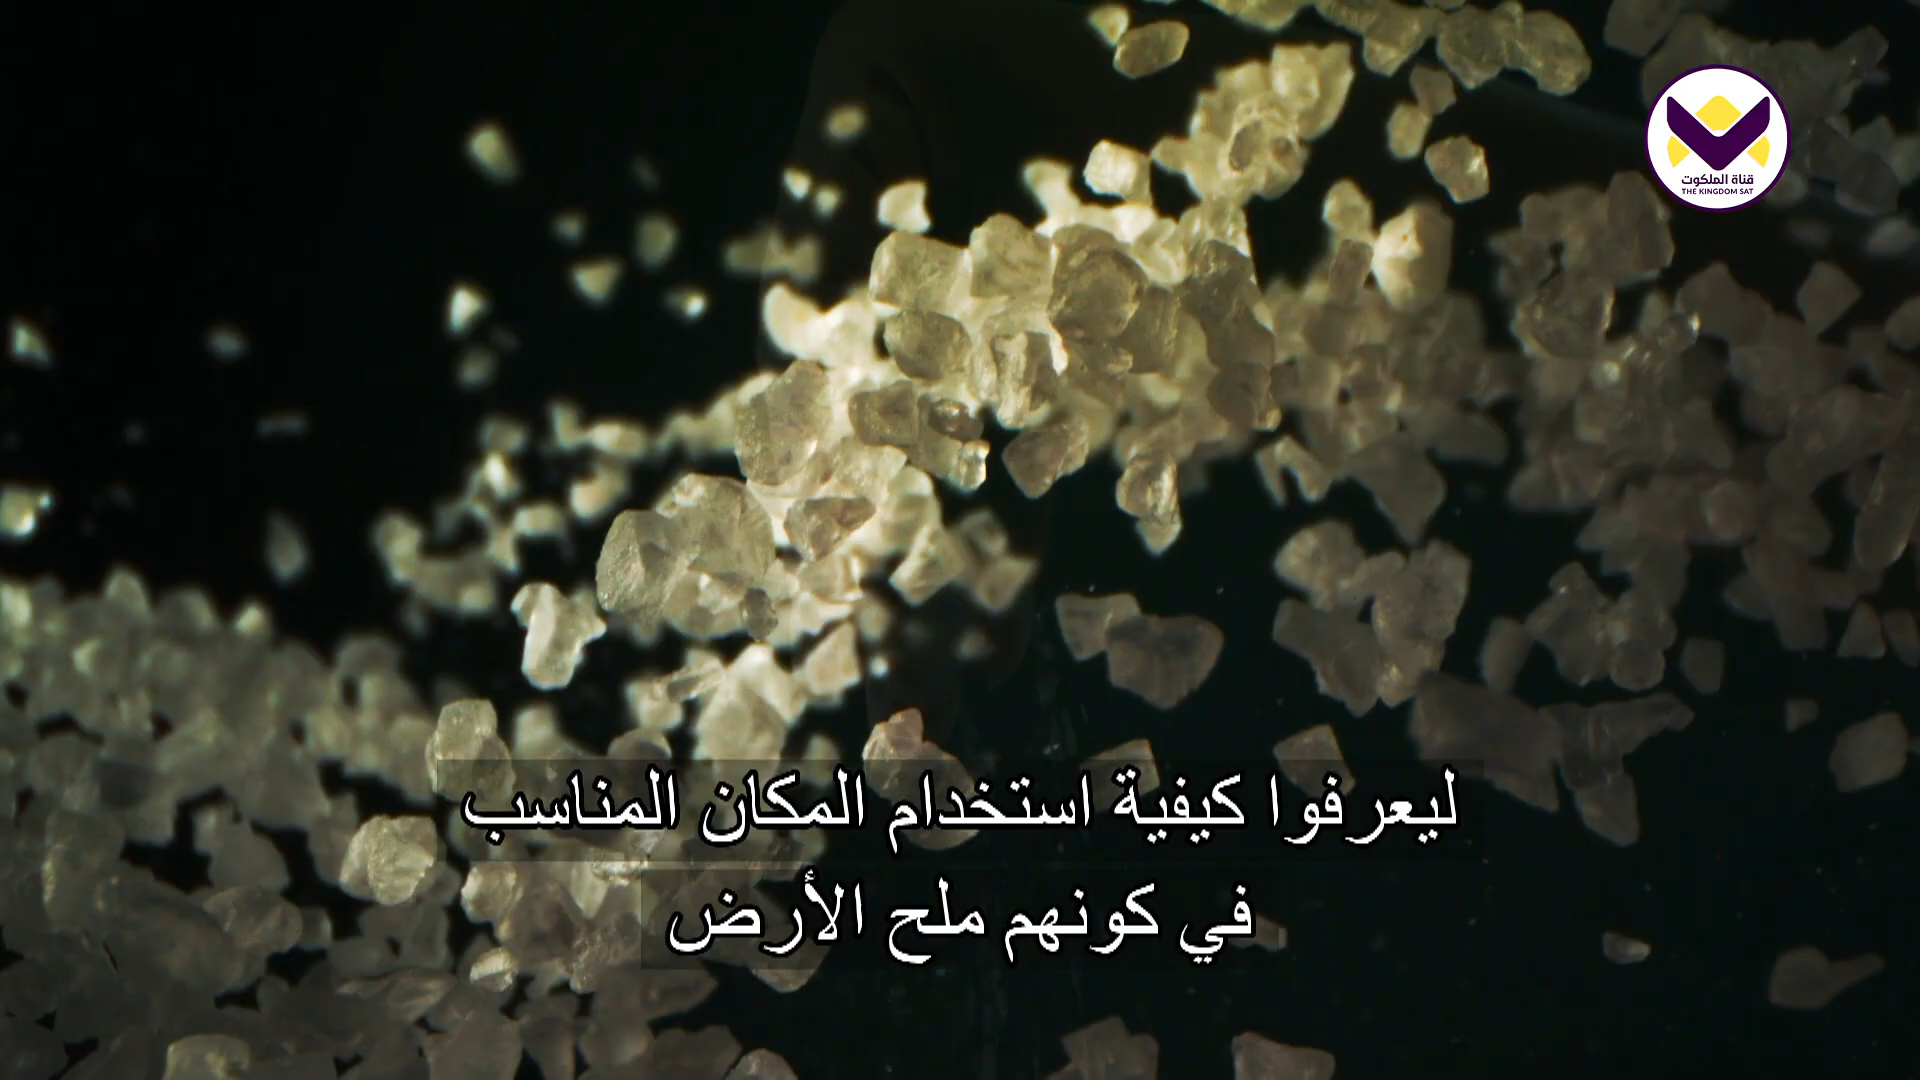 قناة الملكوت
THE KINGDOM SAT
ليعرفوا كيفية استخدام المكان المناسب
في كونهم ملح الأرض